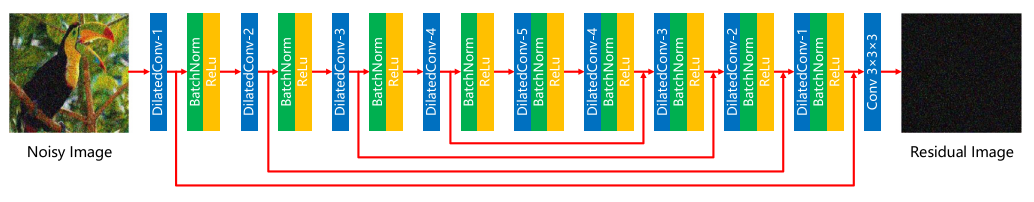 DilatedConv-1
BatchNorm
ReLu
DilatedConv-2
BatchNorm
ReLu
DilatedConv-3
BatchNorm
ReLu
DilatedConv-4
BatchNorm
ReLu
DilatedConv-5
BatchNorm
ReLu
DilatedConv-4
BatchNorm
ReLu
DilatedConv-3
BatchNorm
ReLu
DilatedConv-2
BatchNorm
ReLu
DilatedConv-1
BatchNorm
ReLu
Conv 3×3×3
Noisy Image
Residual Image